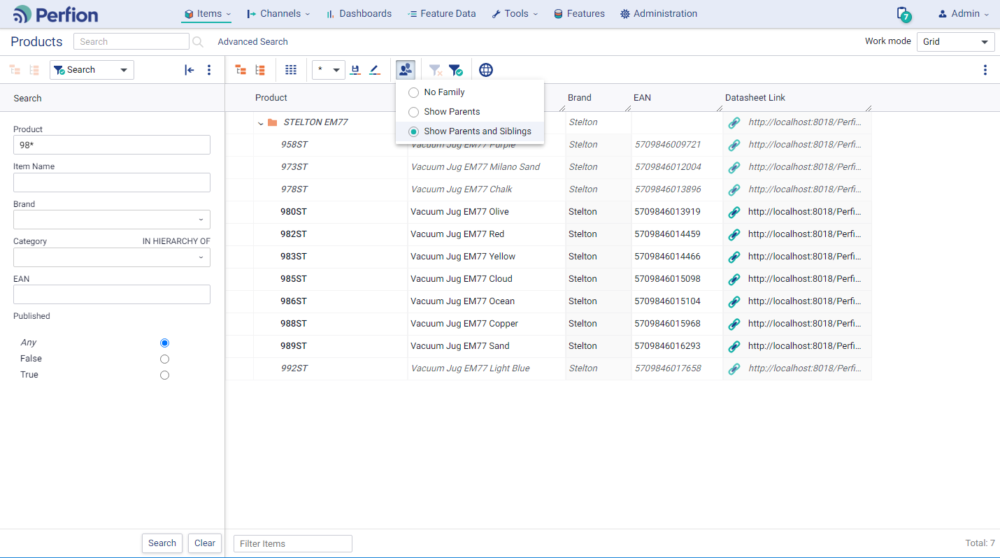 Perfion Items Channels Dashboards Feature Data Tools Features Administration 7 Admin
Products Search Advanced Search Work mode Grid
Search *
No Family
Show Parents
Show Parents and Siblings
Search
Product
98*
Item Name
Brand
Category IN HIERARCHY OF
EAN
Published
Any
False
True
Search Clear
Product Brand EAN Datasheet Link
STELTON EM77 Stelton http://localhost:8018/Perfi...
958ST Vacuum Jug EM77 Purple Stelton 5709846009721 http://localhost:8018/Perfi...
973ST Vacuum Jug EM77 Milano Sand Stelton 5709846012004 http://localhost:8018/Perfi...
978ST Vacuum Jug EM77 Chalk Stelton 5709846013896 http://localhost:8018/Perfi...
980ST Vacuum Jug EM77 Olive Stelton 5709846013919 http://localhost:8018/Perfi...
982ST Vacuum Jug EM77 Red Stelton 5709846014459 http://localhost:8018/Perfi...
983ST Vacuum Jug EM77 Yellow Stelton 5709846014466 http://localhost:8018/Perfi...
985ST Vacuum Jug EM77 Cloud Stelton 5709846015098 http://localhost:8018/Perfi...
986ST Vacuum Jug EM77 Ocean Stelton 5709846015104 http://localhost:8018/Perfi...
988ST Vacuum Jug EM77 Copper Stelton 5709846015968 http://localhost:8018/Perfi...
989ST Vacuum Jug EM77 Sand Stelton 5709846016293 http://localhost:8018/Perfi...
992ST Vacuum Jug EM77 Light Blue Stelton 5709846017658 http://localhost:8018/Perfi...
Filter Items Total: 7